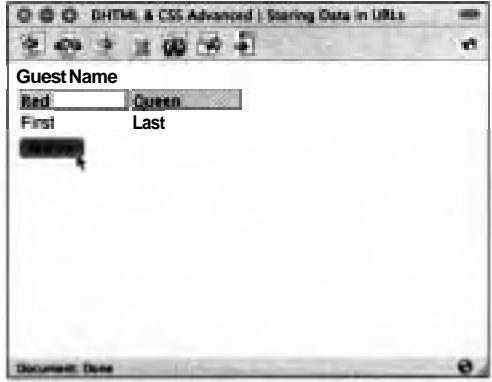 DHTML & CSS Advanced | Storing Data in URLs
Guest Name
Red Queen
First Last
Document: Done